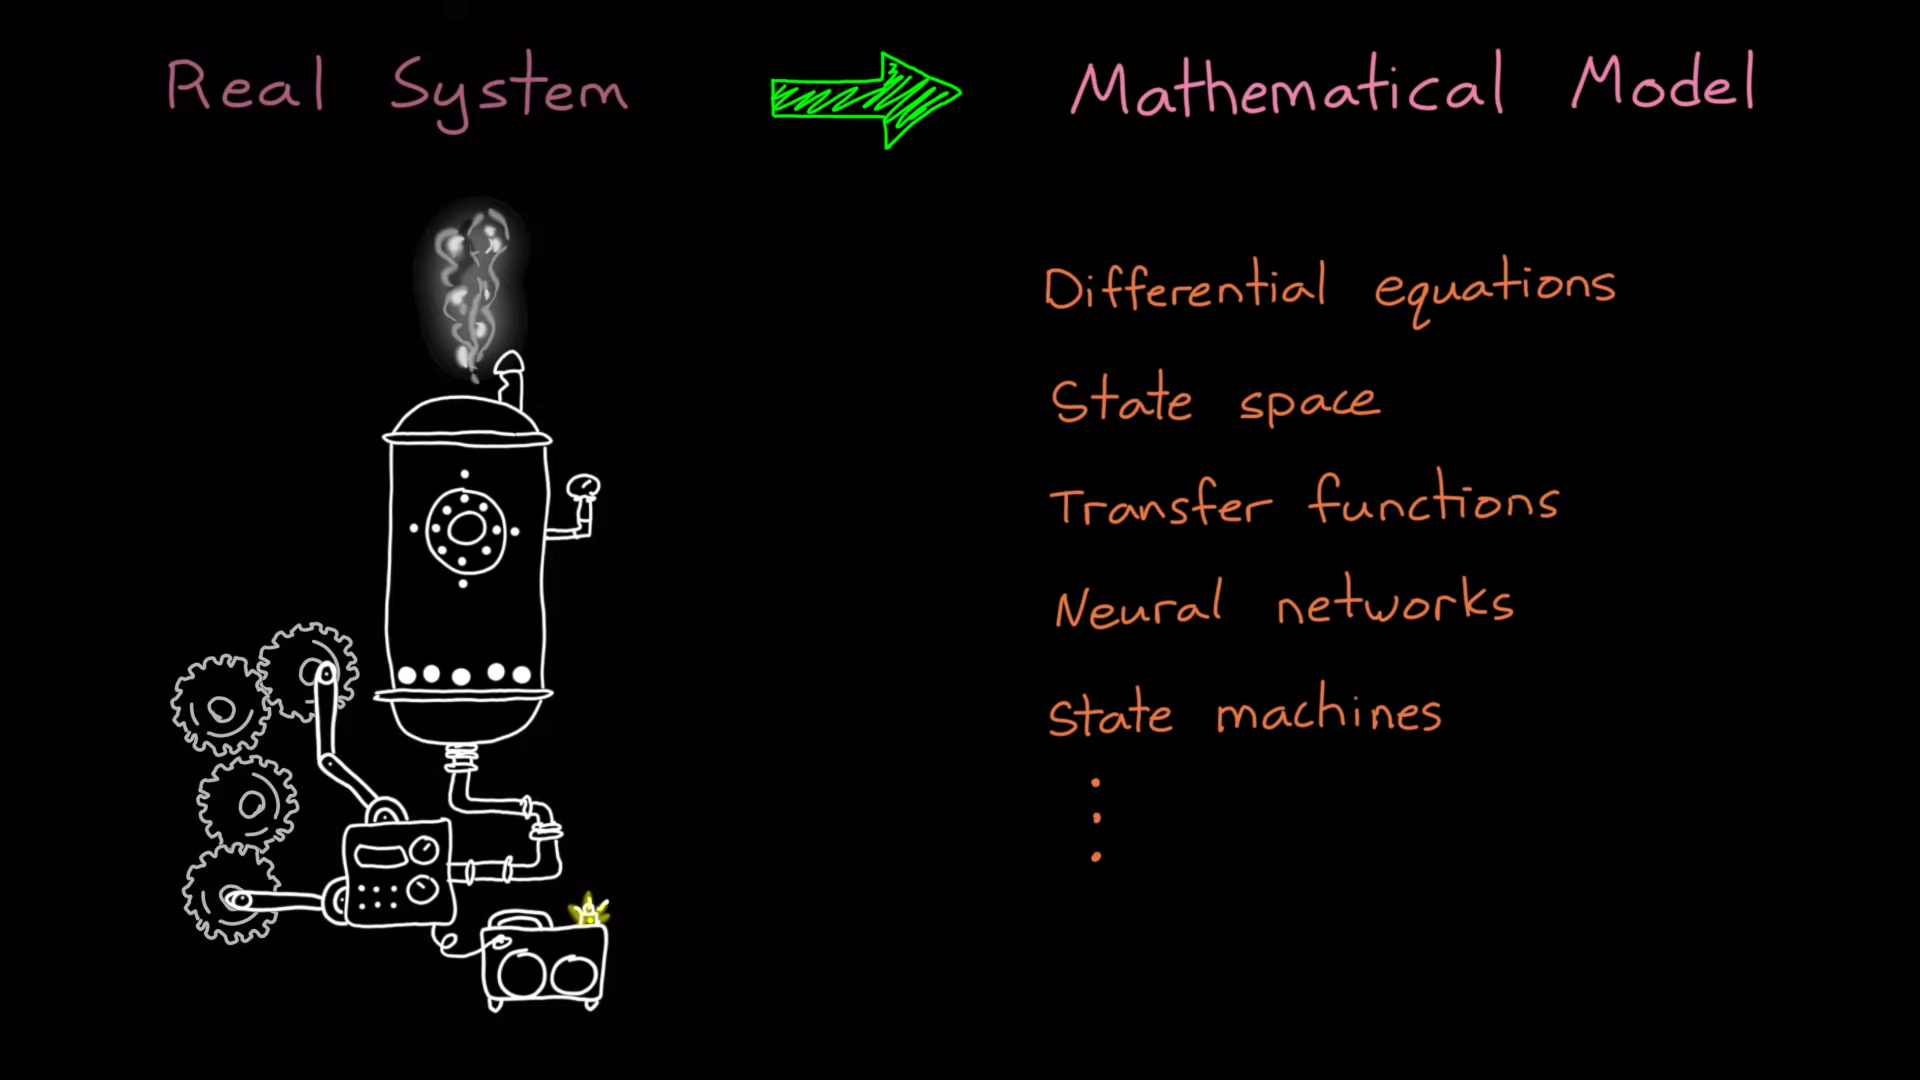 Real System
Mathematical Model
Differential equations
State space
Transfer functions
Neural networks
State machines